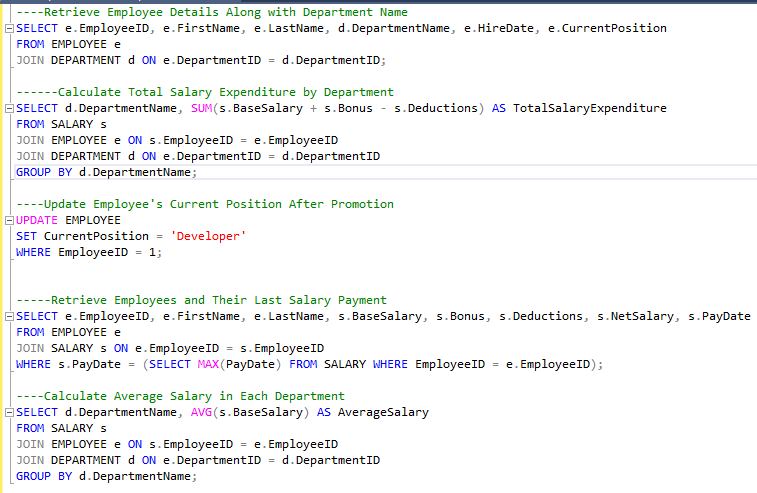 ----Retrieve Employee Details Along with Department Name
SELECT e.EmployeeID, e.FirstName, e.LastName, d.DepartmentName, e.HireDate, e.CurrentPosition
FROM EMPLOYEE e
JOIN DEPARTMENT d ON e.DepartmentID = d.DepartmentID;
------Calculate Total Salary Expenditure by Department
SELECT d.DepartmentName, SUM(s.BaseSalary + s.Bonus - s.Deductions) AS TotalSalaryExpenditure
FROM SALARY s
JOIN EMPLOYEE e ON s.EmployeeID = e.EmployeeID
JOIN DEPARTMENT d ON e.DepartmentID = d.DepartmentID
GROUP BY d.DepartmentName;
----Update Employee's Current Position After Promotion
UPDATE EMPLOYEE
SET CurrentPosition = 'Developer'
WHERE EmployeeID = 1;
-----Retrieve Employees and Their Last Salary Payment
SELECT e.EmployeeID, e.FirstName, e.LastName, s.BaseSalary, s.Bonus, s.Deductions, s.NetSalary, s.PayDate
FROM EMPLOYEE e
JOIN SALARY s ON e.EmployeeID = s.EmployeeID
WHERE s.PayDate = (SELECT MAX(PayDate) FROM SALARY WHERE EmployeeID = e.EmployeeID);
----Calculate Average Salary in Each Department
SELECT d.DepartmentName, AVG(s.BaseSalary) AS AverageSalary
FROM SALARY s
JOIN EMPLOYEE e ON s.EmployeeID = e.EmployeeID
JOIN DEPARTMENT d ON e.DepartmentID = d.DepartmentID
GROUP BY d.DepartmentName;